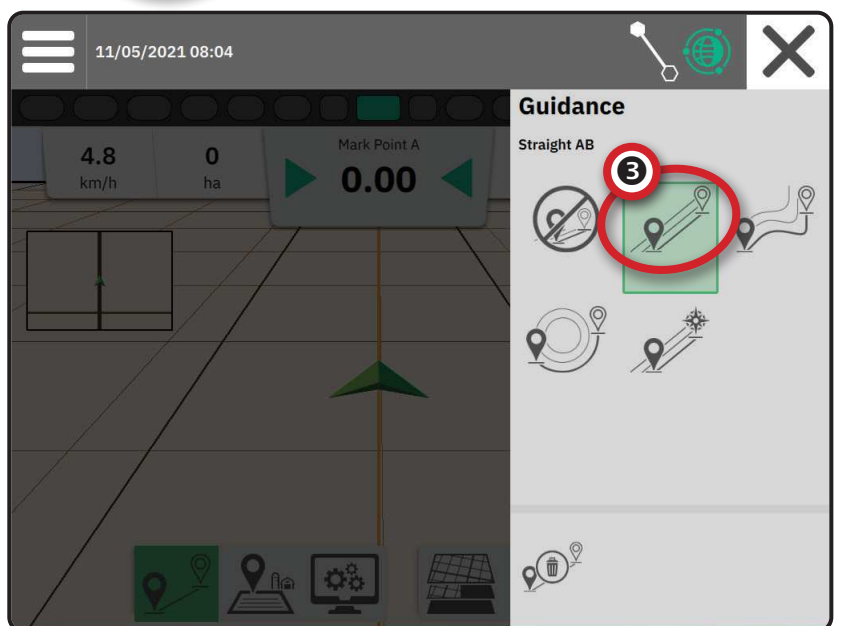 11/05/2021 08:04
Guidance
Straight AB
3
4.8
km/h
0
ha
Mark Point A
0.00